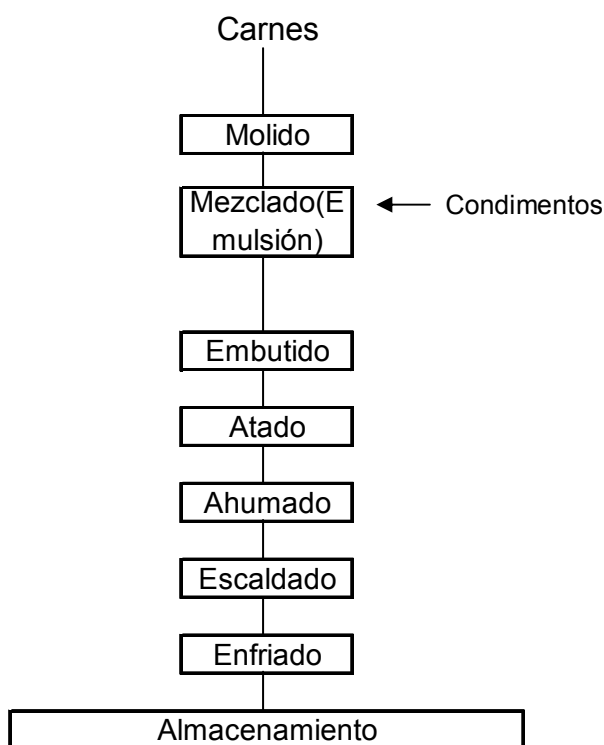 Carnes
Molido
Mezclado(E
mulsión)
Condimentos
Embutido
Atado
Ahumado
Escaldado
Enfriado
Almacenamiento